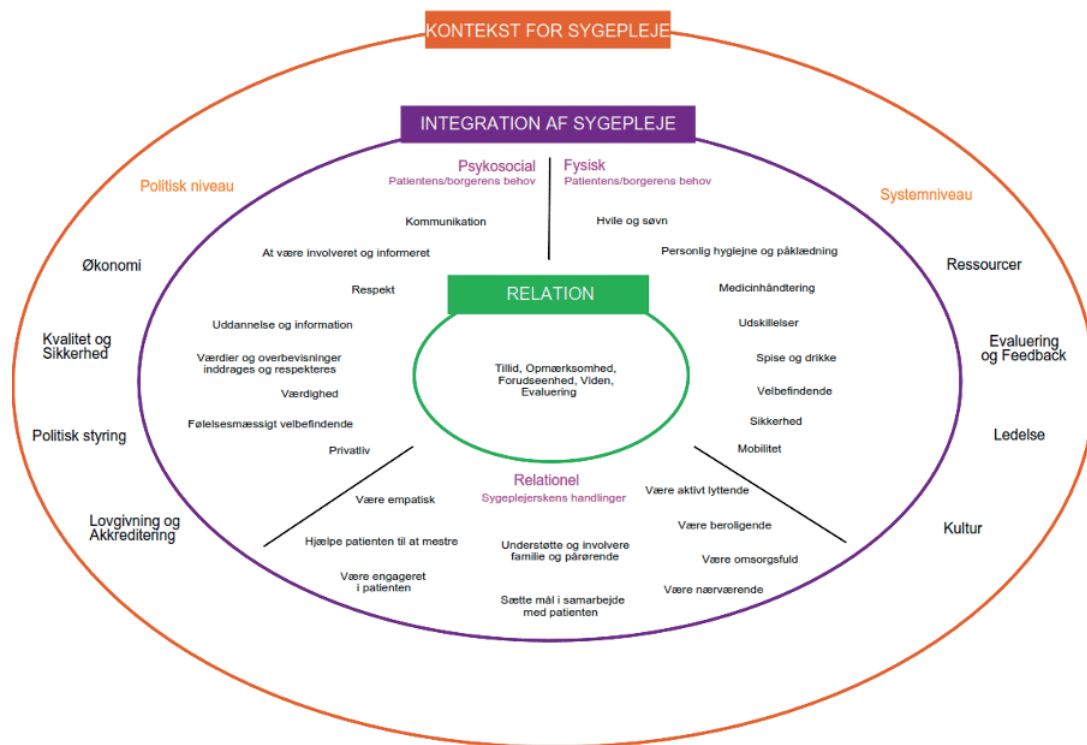 KONTEKST FOR SYGEPLEJE
INTEGRATION AF SYGEPLEJE
Psykosocial
Patientens/borgerens behov
Fysisk
Patientens/borgerens behov
Politisk niveau
Systemniveau
Økonomi
Kvalitet og
Sikkerhed
Politisk styring
Lovgivning og
Akkreditering
Kommunikation
At være involveret og informeret
Respekt
Uddannelse og information
Værdier og overbevisninger
inddrages og respekteres
Værdighed
Følelsesmæssigt velbefindende
Privatliv
RELATION
Tillid, Opmærksomhed,
Forudseenhed, Viden,
Evaluering
Hvile og søvn
Personlig hygiejne og påklædning
Medicinhåndtering
Udskillelser
Spise og drikke
Velbefindende
Sikkerhed
Mobilitet
Ressourcer
Evaluering
og Feedback
Ledelse
Kultur
Relationel
Sygeplejerskens handlinger
Være empatisk
Hjælpe patienten til at mestre
Være engageret
i patienten
Understøtte og involvere
familie og pårørende
Sætte mål i samarbejde
med patienten
Være aktivt lyttende
Være beroligende
Være omsorgsfuld
Være nærværende